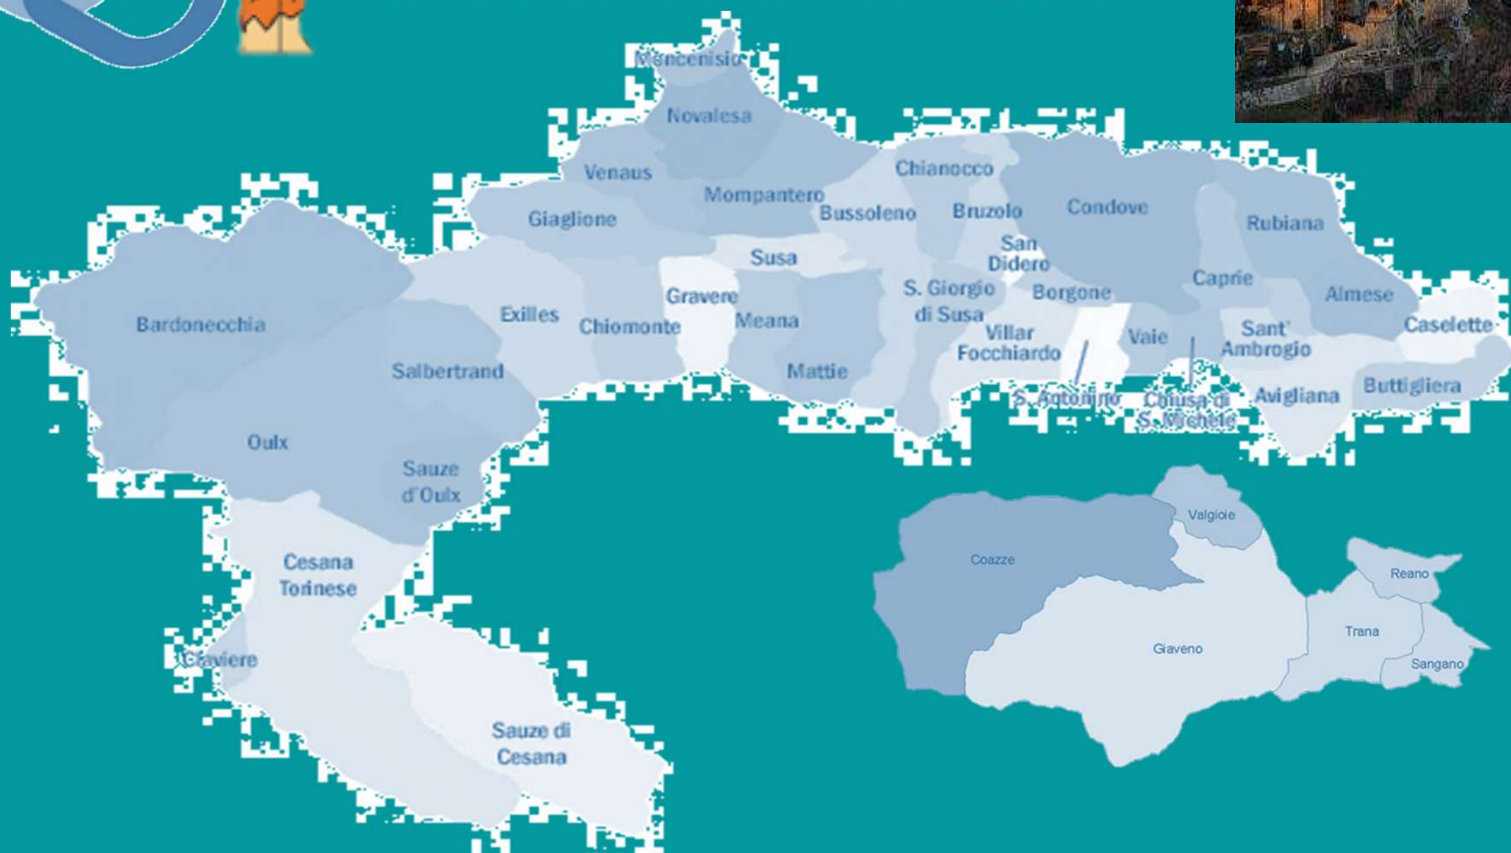 Moncenisio
Novalesa
Venaus
Chianocco
Mompantero
Giaglione
Bussoleno
Bruzolo
Condove
Rubiana
Susa
San
Didero
Caprie
S. Giorgio
di Susa
Borgone
Almese
Gravere
Exilles
Chiomonte
Meana
Bardonecchia
Villar
Focchiardo
Vaie
Sant'
Ambrogio
Caselette
Salbertrand
Mattie
S. Antonino
Chiusa di
S. Michele
Avigliana
Buttigliera
Oulx
Sauze
d'Oulx
Cesana
Torinese
Claviere
Sauze di
Cesana
Valgioie
Coazze
Reano
Trana
Giaveno
Sangano